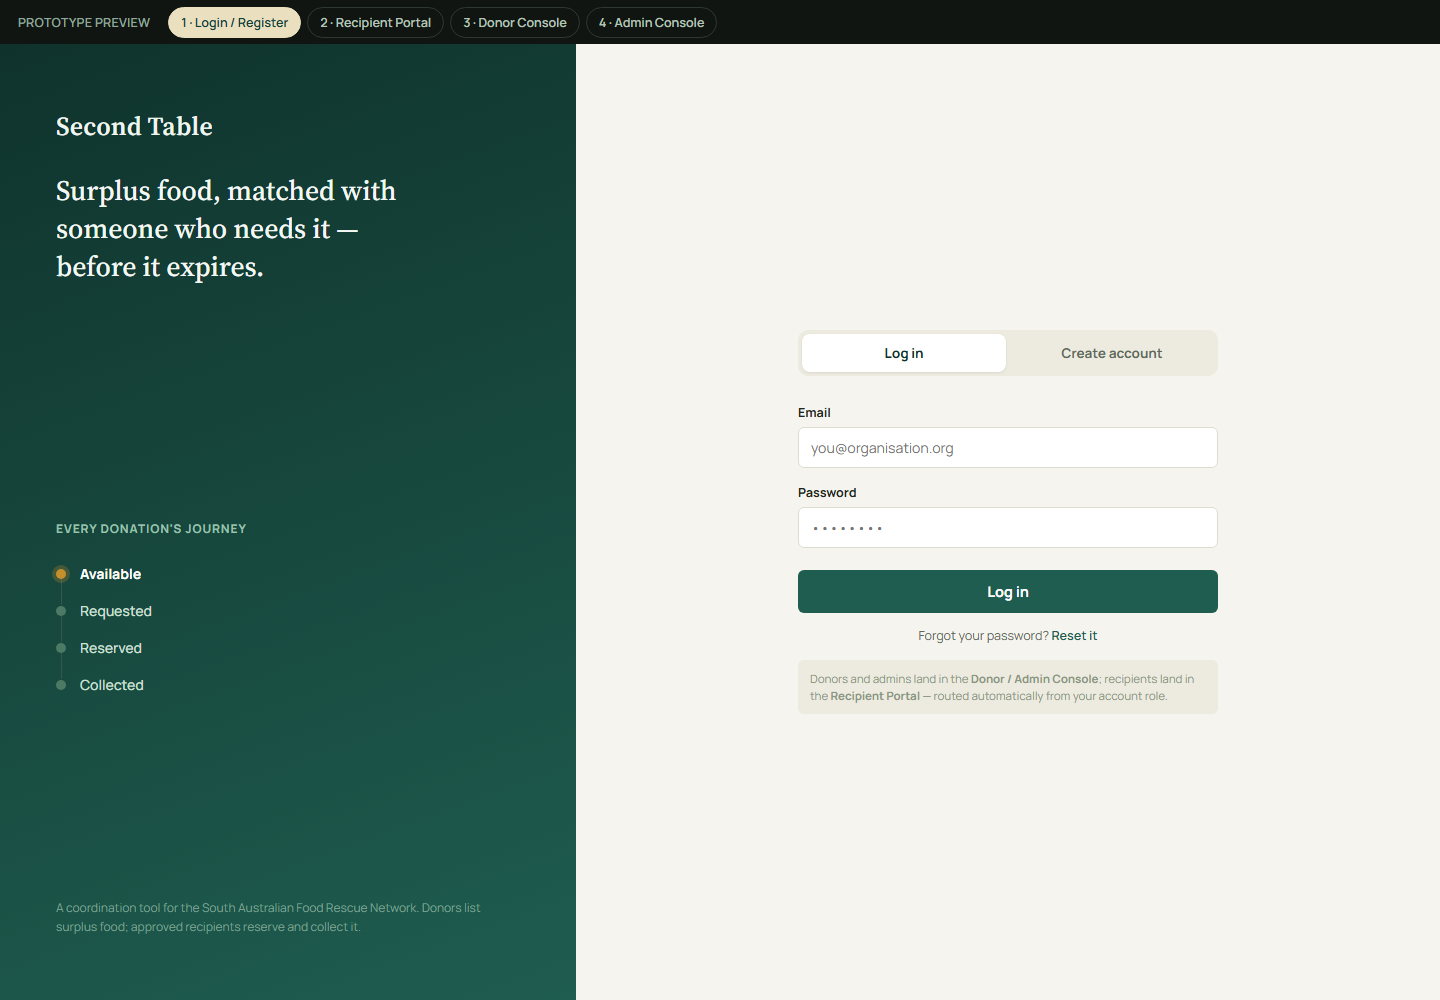 PROTOTYPE PREVIEW
1 · Login / Register
2 · Recipient Portal
3 · Donor Console
4 · Admin Console
Second Table
Surplus food, matched with
someone who needs it —
before it expires.
EVERY DONATION'S JOURNEY
Available
Requested
Reserved
Collected
A coordination tool for the South Australian Food Rescue Network. Donors list
surplus food; approved recipients reserve and collect it.
Log in
Create account
Email
you@organisation.org
Password
••••••••
Log in
Forgot your password? Reset it
Donors and admins land in the Donor / Admin Console; recipients land in
the Recipient Portal — routed automatically from your account role.